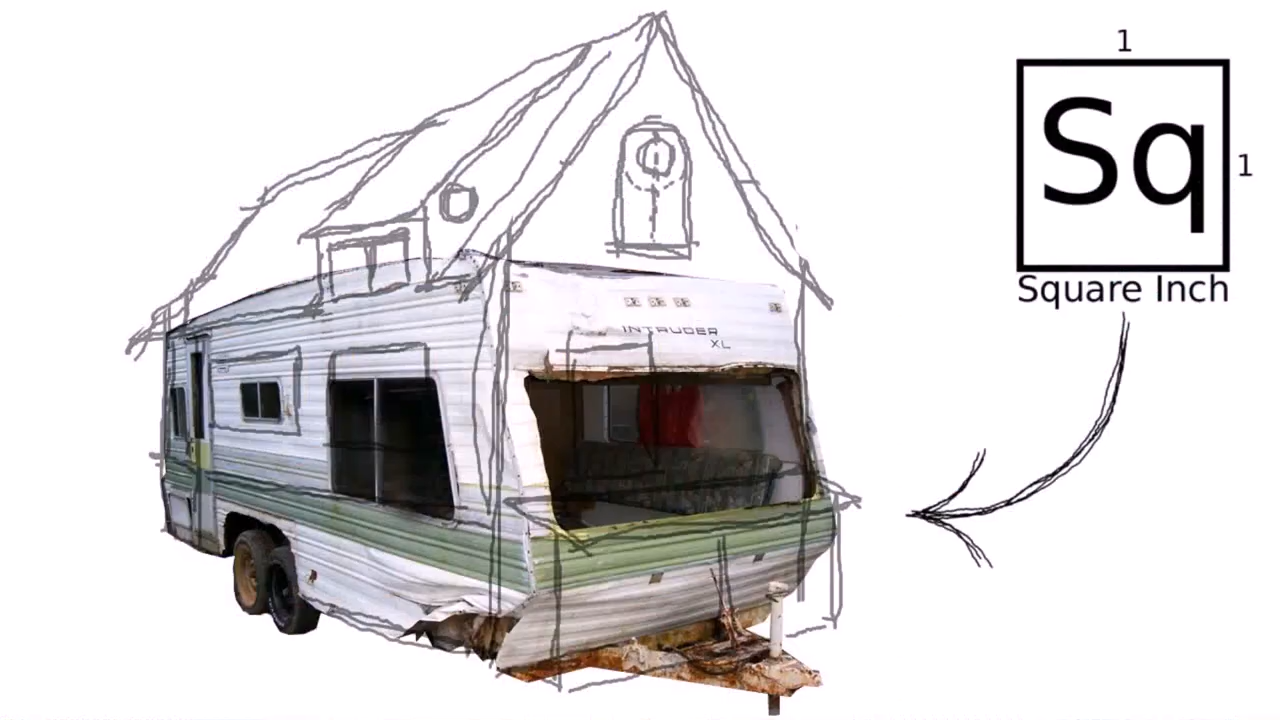 INTRUDER
XL
1
Sq
1
Square Inch